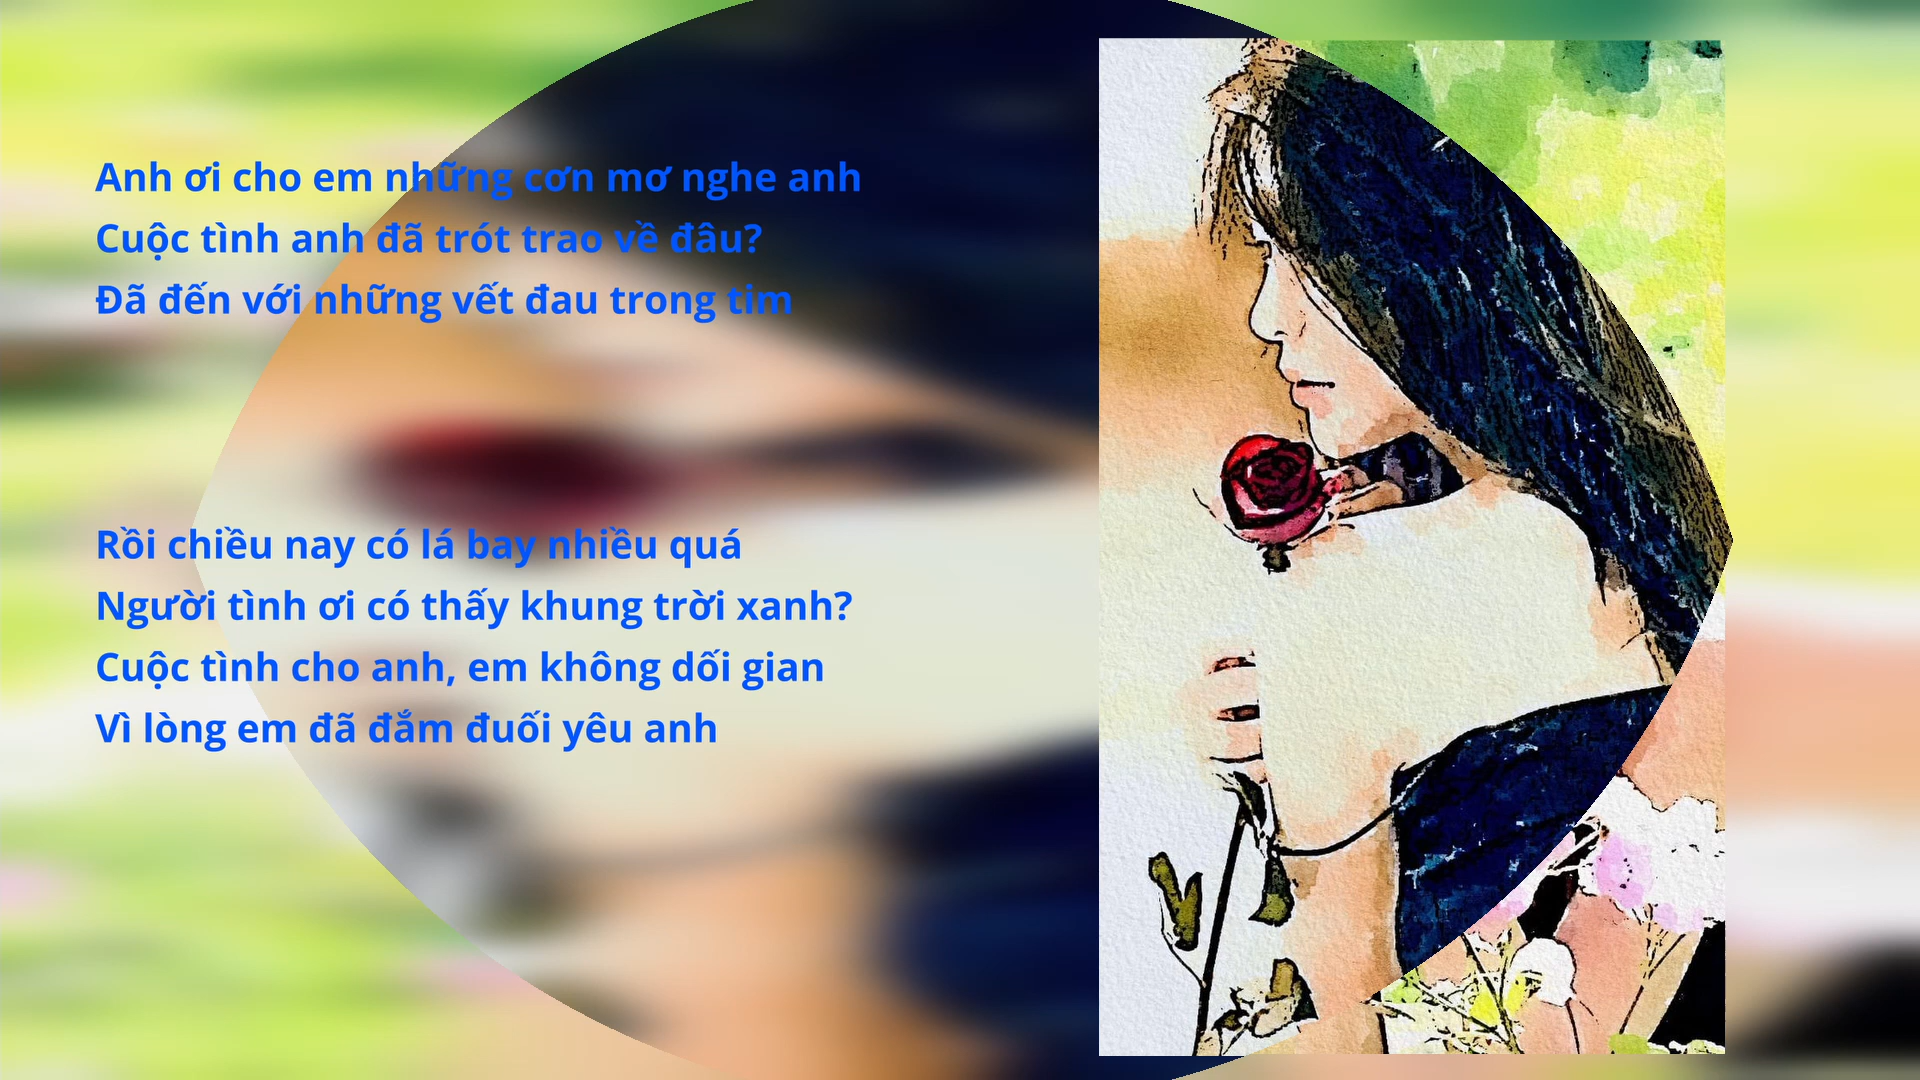 Anh ơi cho em những cơn mơ nghe anh
Cuộc tình anh đã trót trao về đâu?
Đã đến với những vết đau trong tim
Rồi chiều nay có lá bay nhiều quá
Người tình ơi có thấy khung trời xanh?
Cuộc tình cho anh, em không dối gian
Vì lòng em đã đắm đuối yêu anh